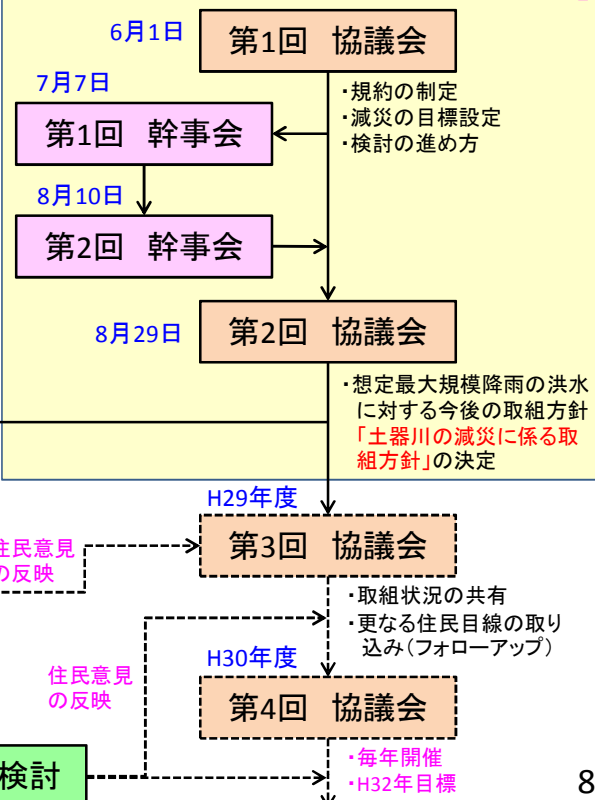 6月1日
第1回 協議会
・規約の制定
・減災の目標設定
・検討の進め方
7月7日
第1回 幹事会
8月10日
第2回 幹事会
8月29日
第2回 協議会
・想定最大規模降雨の洪水
に対する今後の取組方針
「土器川の減災に係る取
組方針」の決定
H29年度
第3回 協議会
住民意見
の反映
・取組状況の共有
・更なる住民目線の取り
込み(フォローアップ)
住民意見
の反映
H30年度
第4回 協議会
・毎年開催
・H32年目標
検討
8